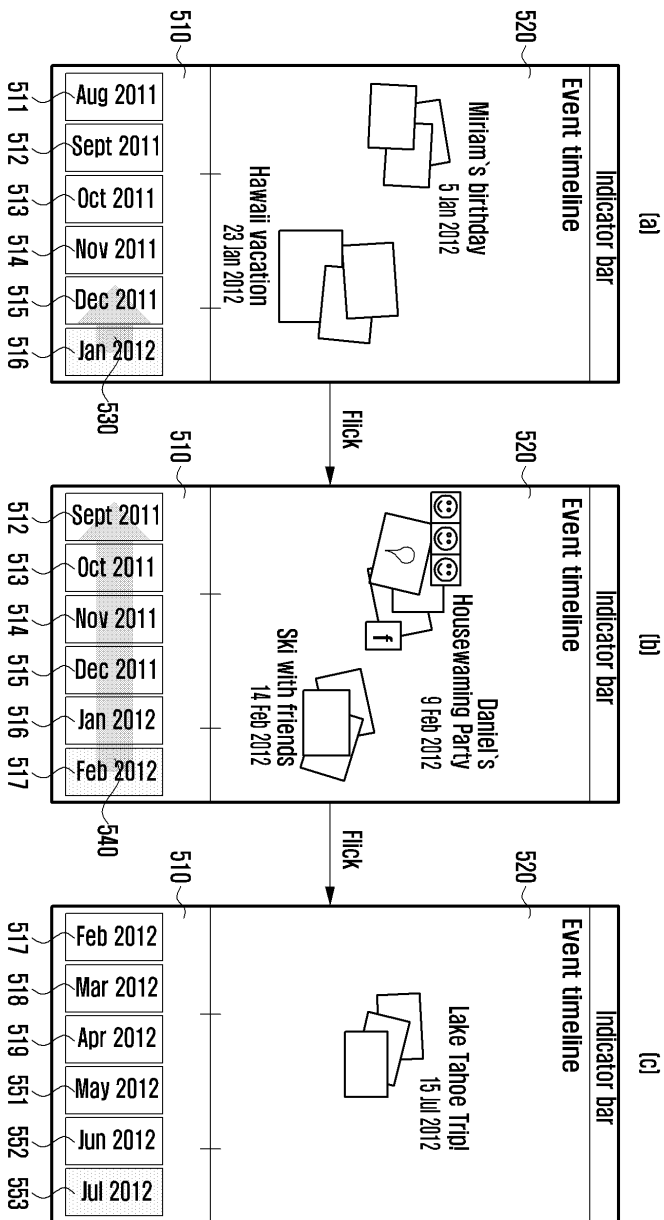 (a)
Indicator bar
Event timeline
520
Miriam`s birthday
5 Jan 2012
Hawaii vacation
23 Jan 2012
510
Aug 2011
Sept 2011
Oct 2011
Nov 2011
Dec 2011
Jan 2012
511
512
513
514
515
516
530
Flick
(b)
Indicator bar
Event timeline
520
Daniel`s
Housewaming Party
9 Feb 2012
f
Ski with friends
14 Feb 2012
510
Sept 2011
Oct 2011
Nov 2011
Dec 2011
Jan 2012
Feb 2012
512
513
514
515
516
517
540
Flick
(c)
Indicator bar
Event timeline
520
Lake Tahoe Trip!
15 Jul 2012
510
Feb 2012
Mar 2012
Apr 2012
May 2012
Jun 2012
Jul 2012
517
518
519
551
552
553